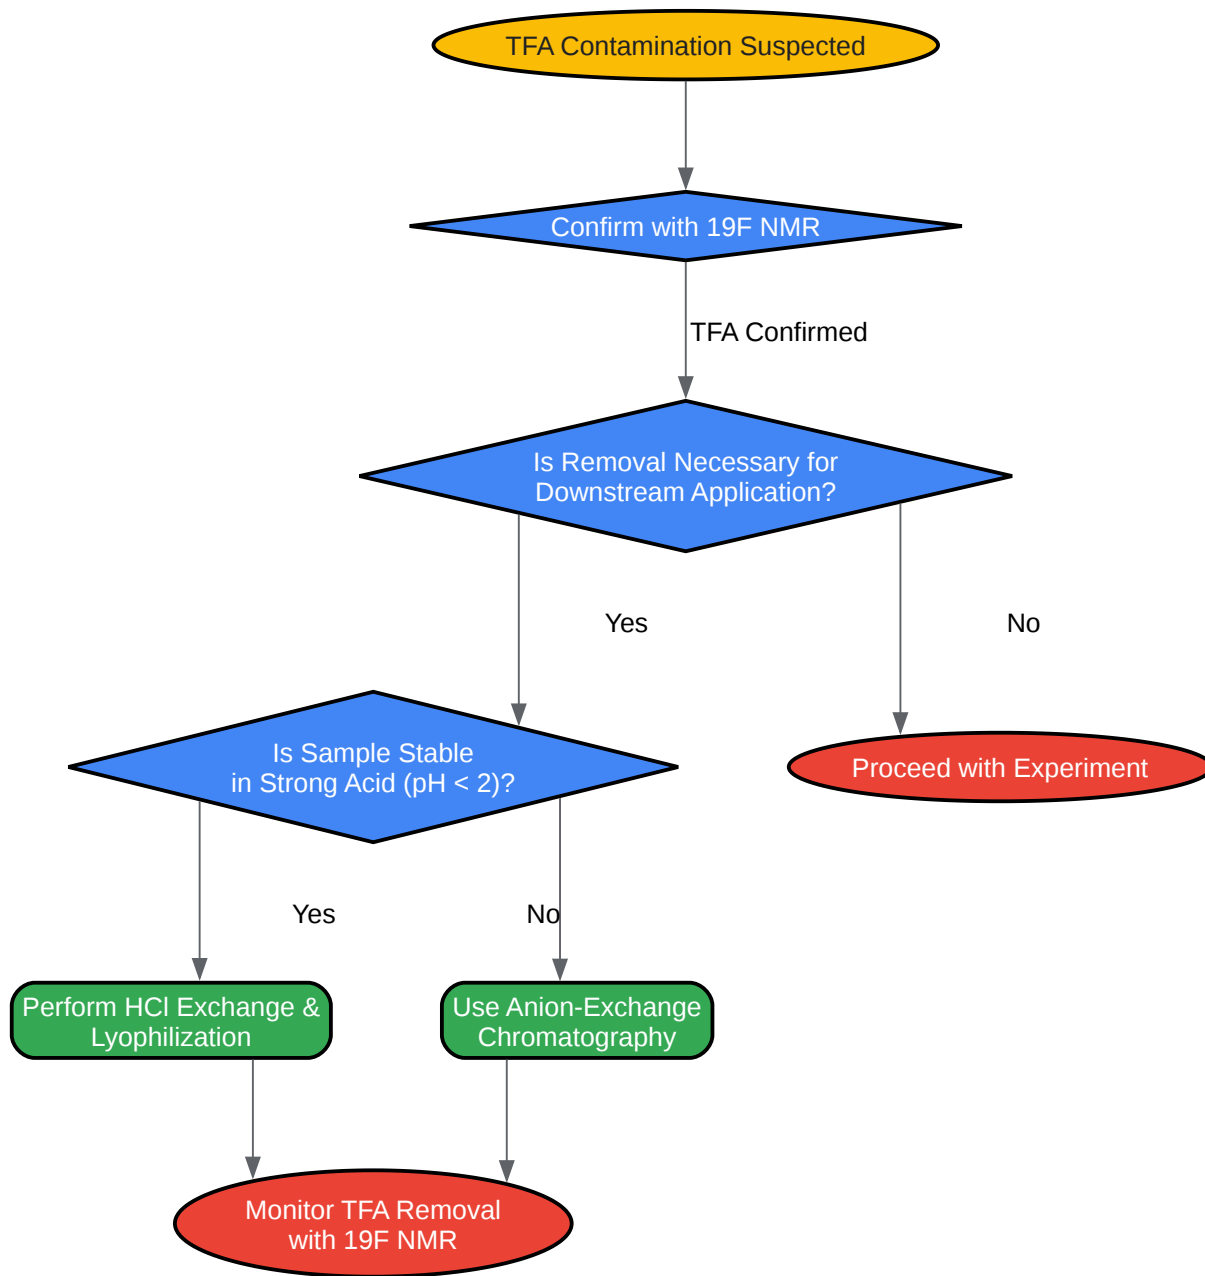 TFA Contamination Suspected
Confirm with 19F NMR
TFA Confirmed
Is Removal Necessary for
Downstream Application?
Yes
No
Is Sample Stable
in Strong Acid (pH < 2)?
Proceed with Experiment
Yes
No
Perform HCl Exchange &
Lyophilization
Use Anion-Exchange
Chromatography
Monitor TFA Removal
with 19F NMR